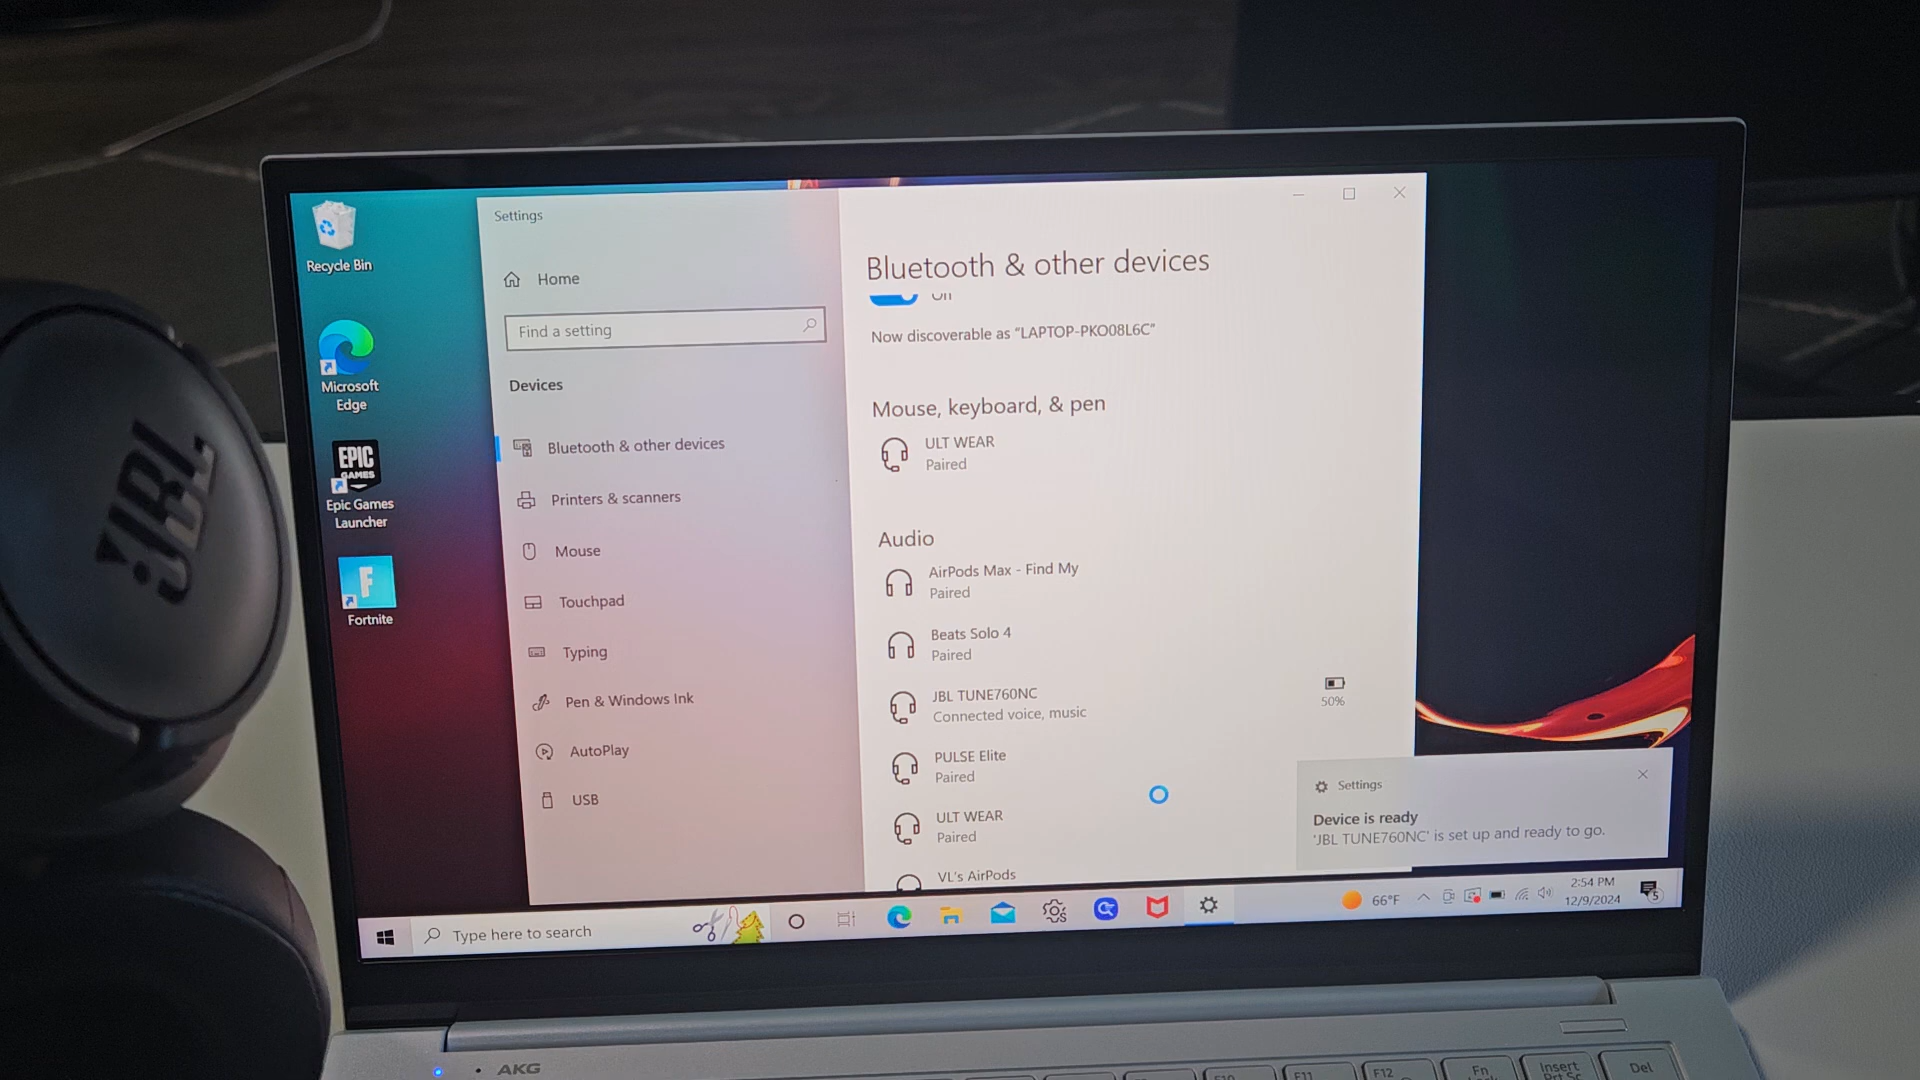 JBL
Recycle Bin
Microsoft
Edge
EPIC
GAMES
Epic Games
Launcher
F
Fortnite
Settings
Home
Find a setting
Devices
Bluetooth & other devices
Printers & scanners
Mouse
Touchpad
Typing
Pen & Windows Ink
AutoPlay
USB
Bluetooth & other devices
On
Now discoverable as “LAPTOP-PKO08L6C”
Mouse, keyboard, & pen
ULT WEAR
Paired
Audio
AirPods Max - Find My
Paired
Beats Solo 4
Paired
JBL TUNE760NC
Connected voice, music
50%
PULSE Elite
Paired
ULT WEAR
Paired
VL's AirPods
Settings
Device is ready
'JBL TUNE760NC' is set up and ready to go.
Type here to search
66°F
2:54 PM
12/9/2024
5
AKG
F10
F11
F12
Fn
Insert
Prt Sc
Del